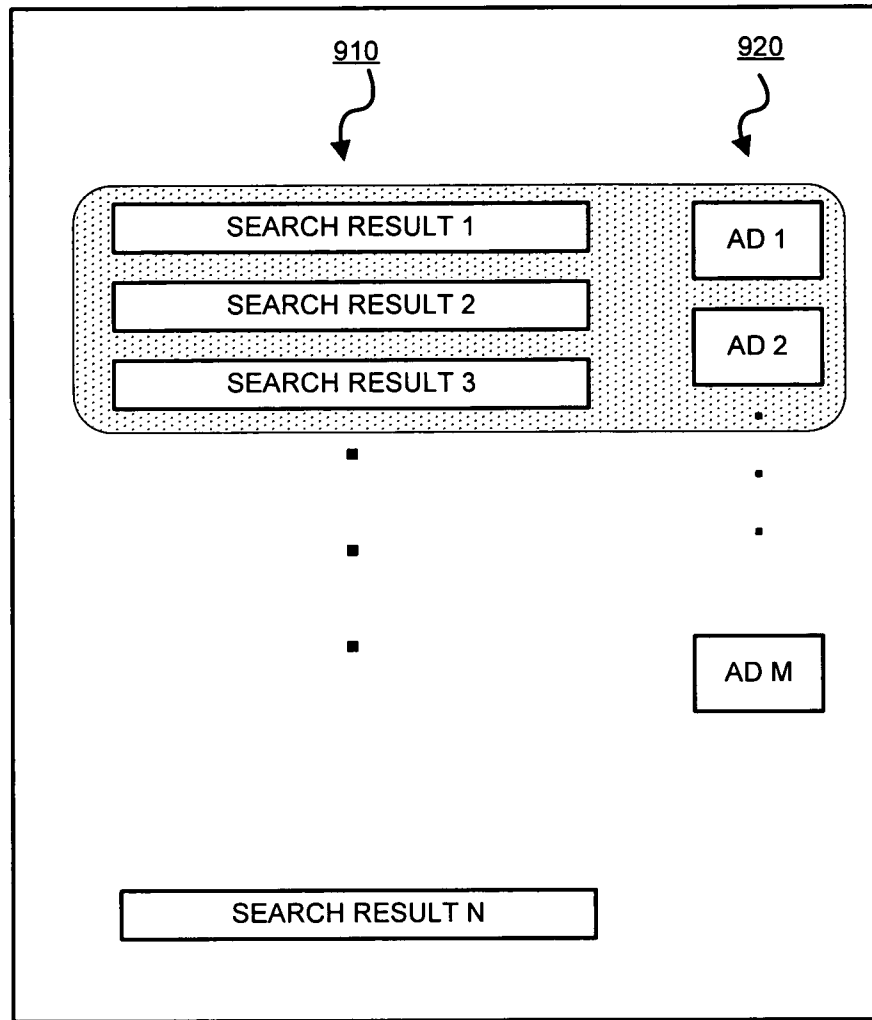 910
920
SEARCH RESULT 1
AD 1
SEARCH RESULT 2
AD 2
SEARCH RESULT 3
AD M
SEARCH RESULT N